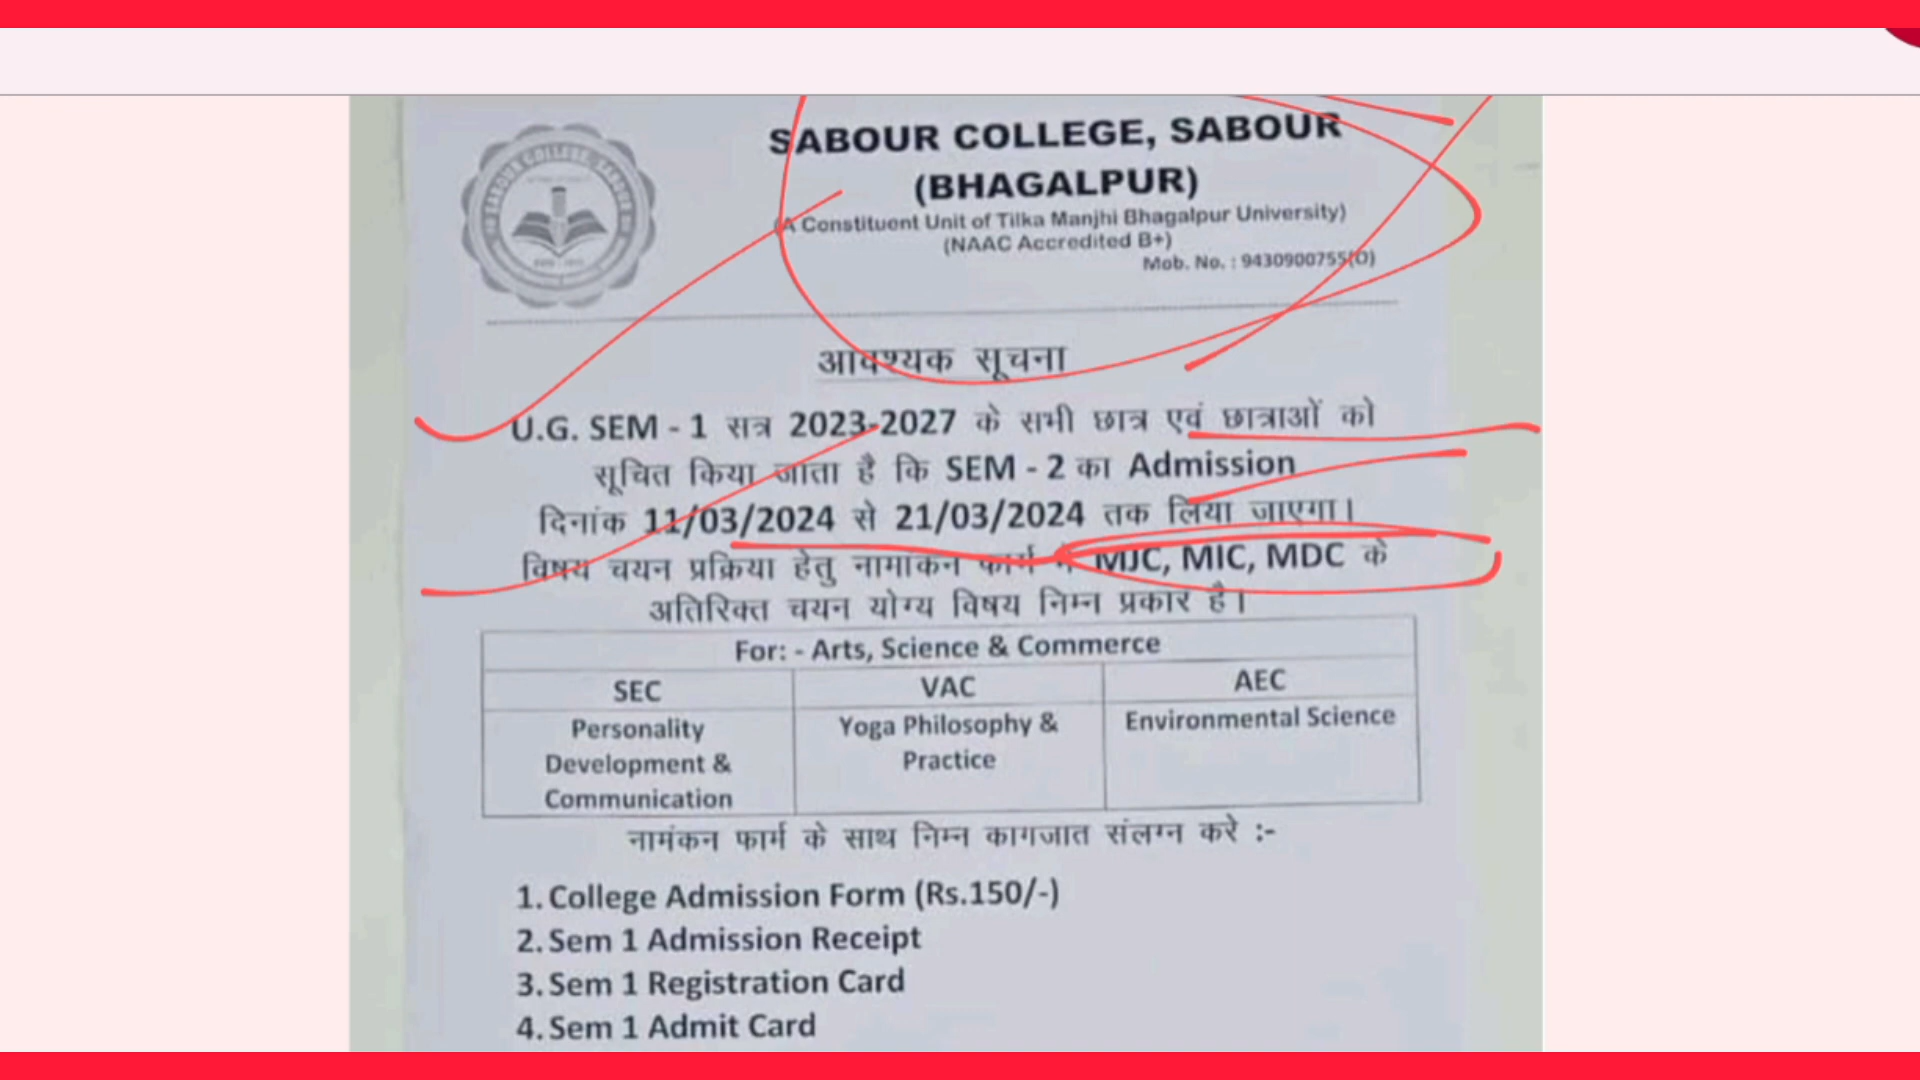 SABOUR COLLEGE, SABOUR
(BHAGALPUR)
(A Constituent Unit of Tilka Manjhi Bhagalpur University)
(NAAC Accredited B+)
Mob. No. : 9430900755(O)
आवश्यक सूचना
U.G. SEM - 1 सत्र 2023-2027 के सभी छात्र एवं छात्राओं को
सूचित किया जाता है कि SEM - 2 का Admission
दिनांक 11/03/2024 से 21/03/2024 तक लिया जाएगा।
विषय चयन प्रक्रिया हेतु नामांकन फार्म में MJC, MIC, MDC के
अतिरिक्त चयन योग्य विषय निम्न प्रकार है।
For: - Arts, Science & Commerce
SEC VAC AEC
Personality Development & Communication
Yoga Philosophy & Practice
Environmental Science
नामंकन फार्म के साथ निम्न कागजात संलग्न करे :-
1. College Admission Form (Rs.150/-)
2. Sem 1 Admission Receipt
3. Sem 1 Registration Card
4. Sem 1 Admit Card